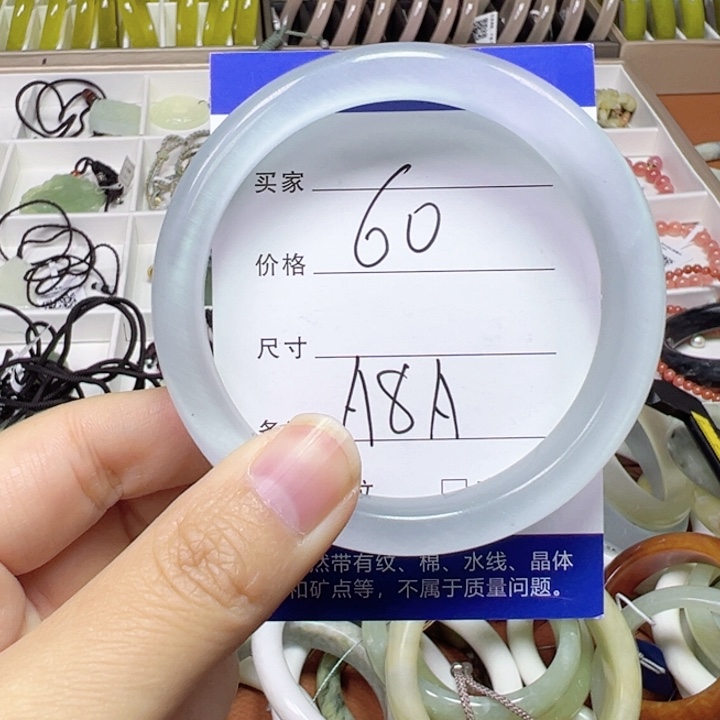 买家
60
价格
尺寸
A8A
然带有纹、棉、水线、晶体
和矿点等，不属于质量问题。